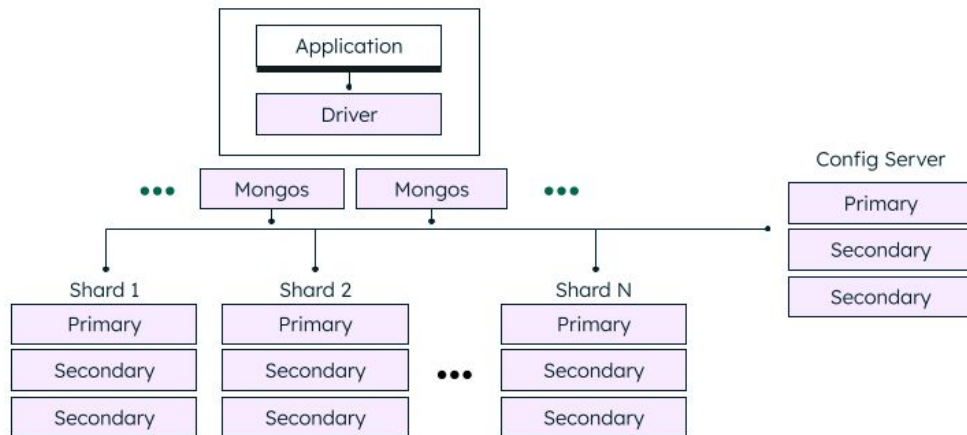 Application
Driver
Config Server
Mongos Mongos
Primary
Secondary
Secondary
Shard 1 Shard 2 Shard N
Primary Primary Primary
Secondary Secondary Secondary
Secondary Secondary Secondary